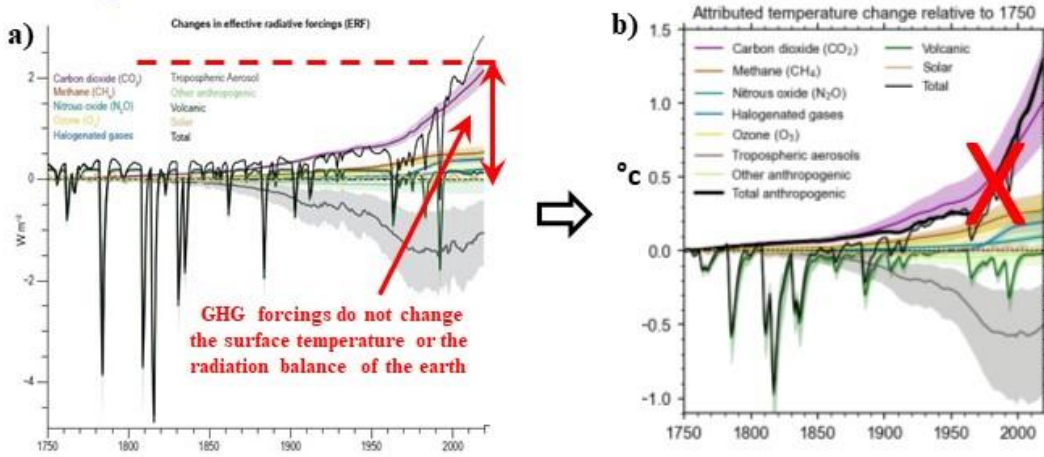 a)
Changes in effective radiative forcings (ERF)
Carbon dioxide (CO₂)
Methane (CH₄)
Nitrous oxide (N₂O)
Ozone (O₃)
Halogenated gases
Tropospheric Aerosol
Other anthropogenic
Volcanic
Solar
Total
W m⁻²
2
0
-2
-4
GHG forcings do not change
the surface temperature or the
radiation balance of the earth
1750 1800 1850 1900 1950 2000
b)
Attributed temperature change relative to 1750
Carbon dioxide (CO₂)
Methane (CH₄)
Nitrous oxide (N₂O)
Halogenated gases
Ozone (O₃)
Tropospheric aerosols
Other anthropogenic
Total anthropogenic
Volcanic
Solar
Total
°c
1.5
1.0
0.5
0.0
-0.5
-1.0
X
1750 1800 1850 1900 1950 2000